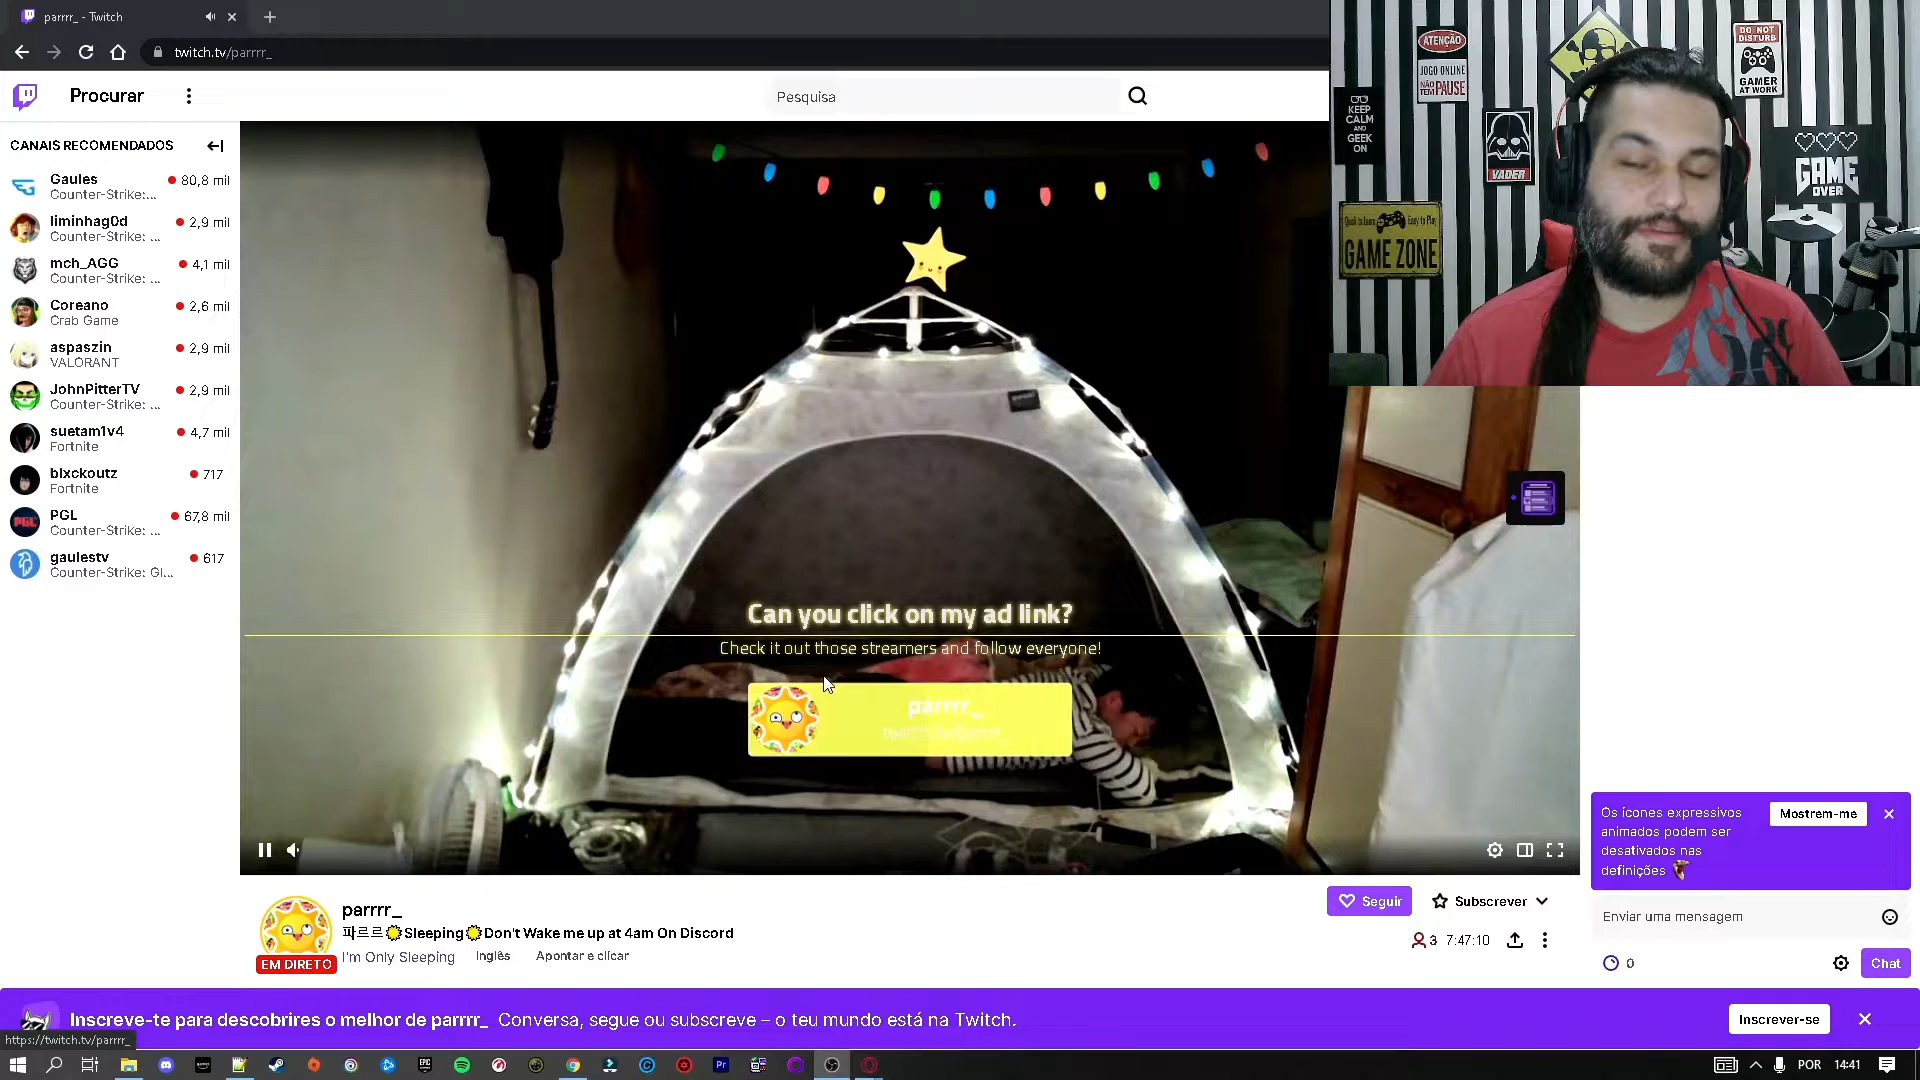 parrrr_ - Twitch
twitch.tv/parrrr_
Procurar
Pesquisa
CANAIS RECOMENDADOS
Gaules
80,8 mil
Counter-Strike:...
liminhag0d
2,9 mil
Counter-Strike: ...
mch_AGG
4,1 mil
Counter-Strike: ...
Coreano
2,6 mil
Crab Game
aspaszin
2,9 mil
VALORANT
JohnPitterTV
2,9 mil
Counter-Strike: ...
suetam1v4
4,7 mil
Fortnite
blxckoutz
717
Fortnite
PGL
67,8 mil
Counter-Strike: ...
gaulestv
617
Counter-Strike: Gl...
ATENÇÃO
JOGO ONLINE
NÃO TEM PAUSE
DO NOT
DISTURB
GAMER
AT WORK
KEEP
CALM
AND
GEEK
ON
VADER
GAME
OVER
Easy to Play
GAME ZONE
Can you click on my ad link?
Check it out those streamers and follow everyone!
parrrr_
Os ícones expressivos
animados podem ser
desativados nas
definições
Mostrem-me
Enviar uma mensagem
0
Chat
parrrr_
파르르🌞Sleeping🌞Don't Wake me up at 4am On Discord
I'm Only Sleeping
Inglês
Apontar e clicar
EM DIRETO
Seguir
Subscrever
3
7:47:10
Inscreve-te para descobrires o melhor de parrrr_
Conversa, segue ou subscreve – o teu mundo está na Twitch.
Inscrever-se
https://twitch.tv/parrrr_
POR
14:41